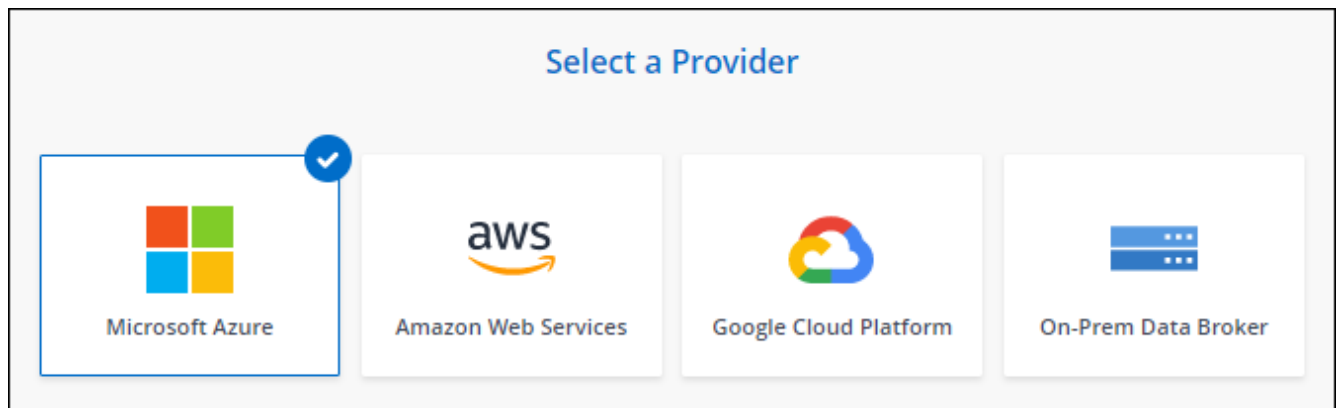 Select a Provider
aws
Microsoft Azure
Amazon Web Services
Google Cloud Platform
On-Prem Data Broker